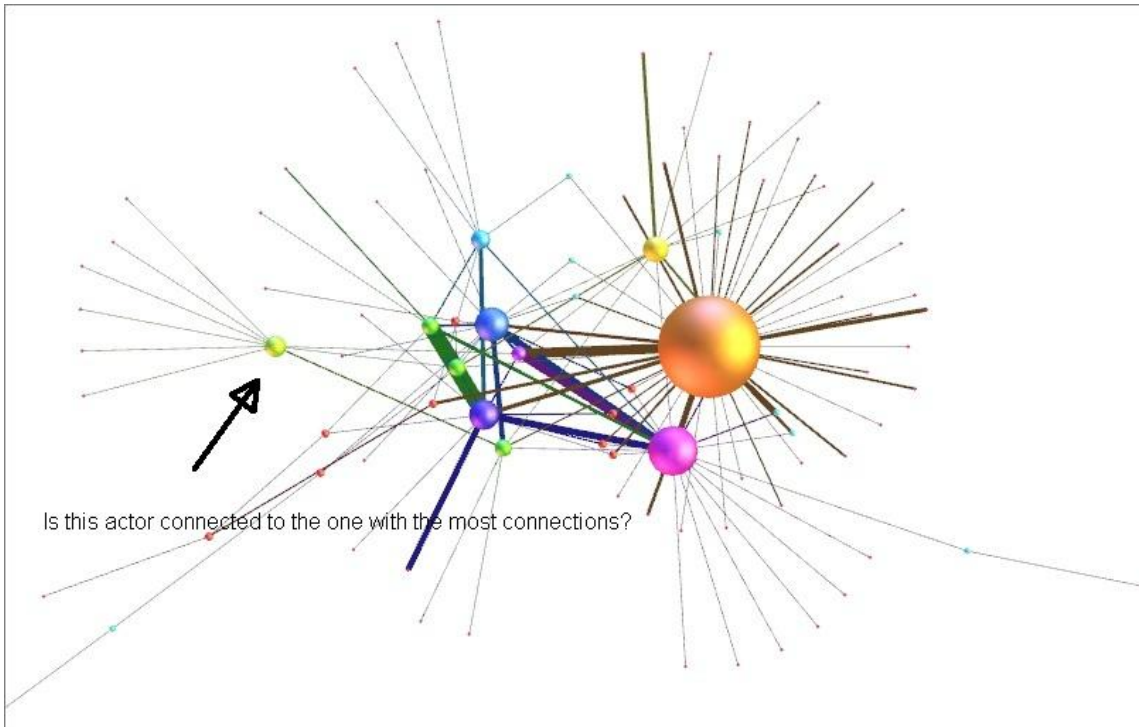 Is this actor connected to the one with the most connections?